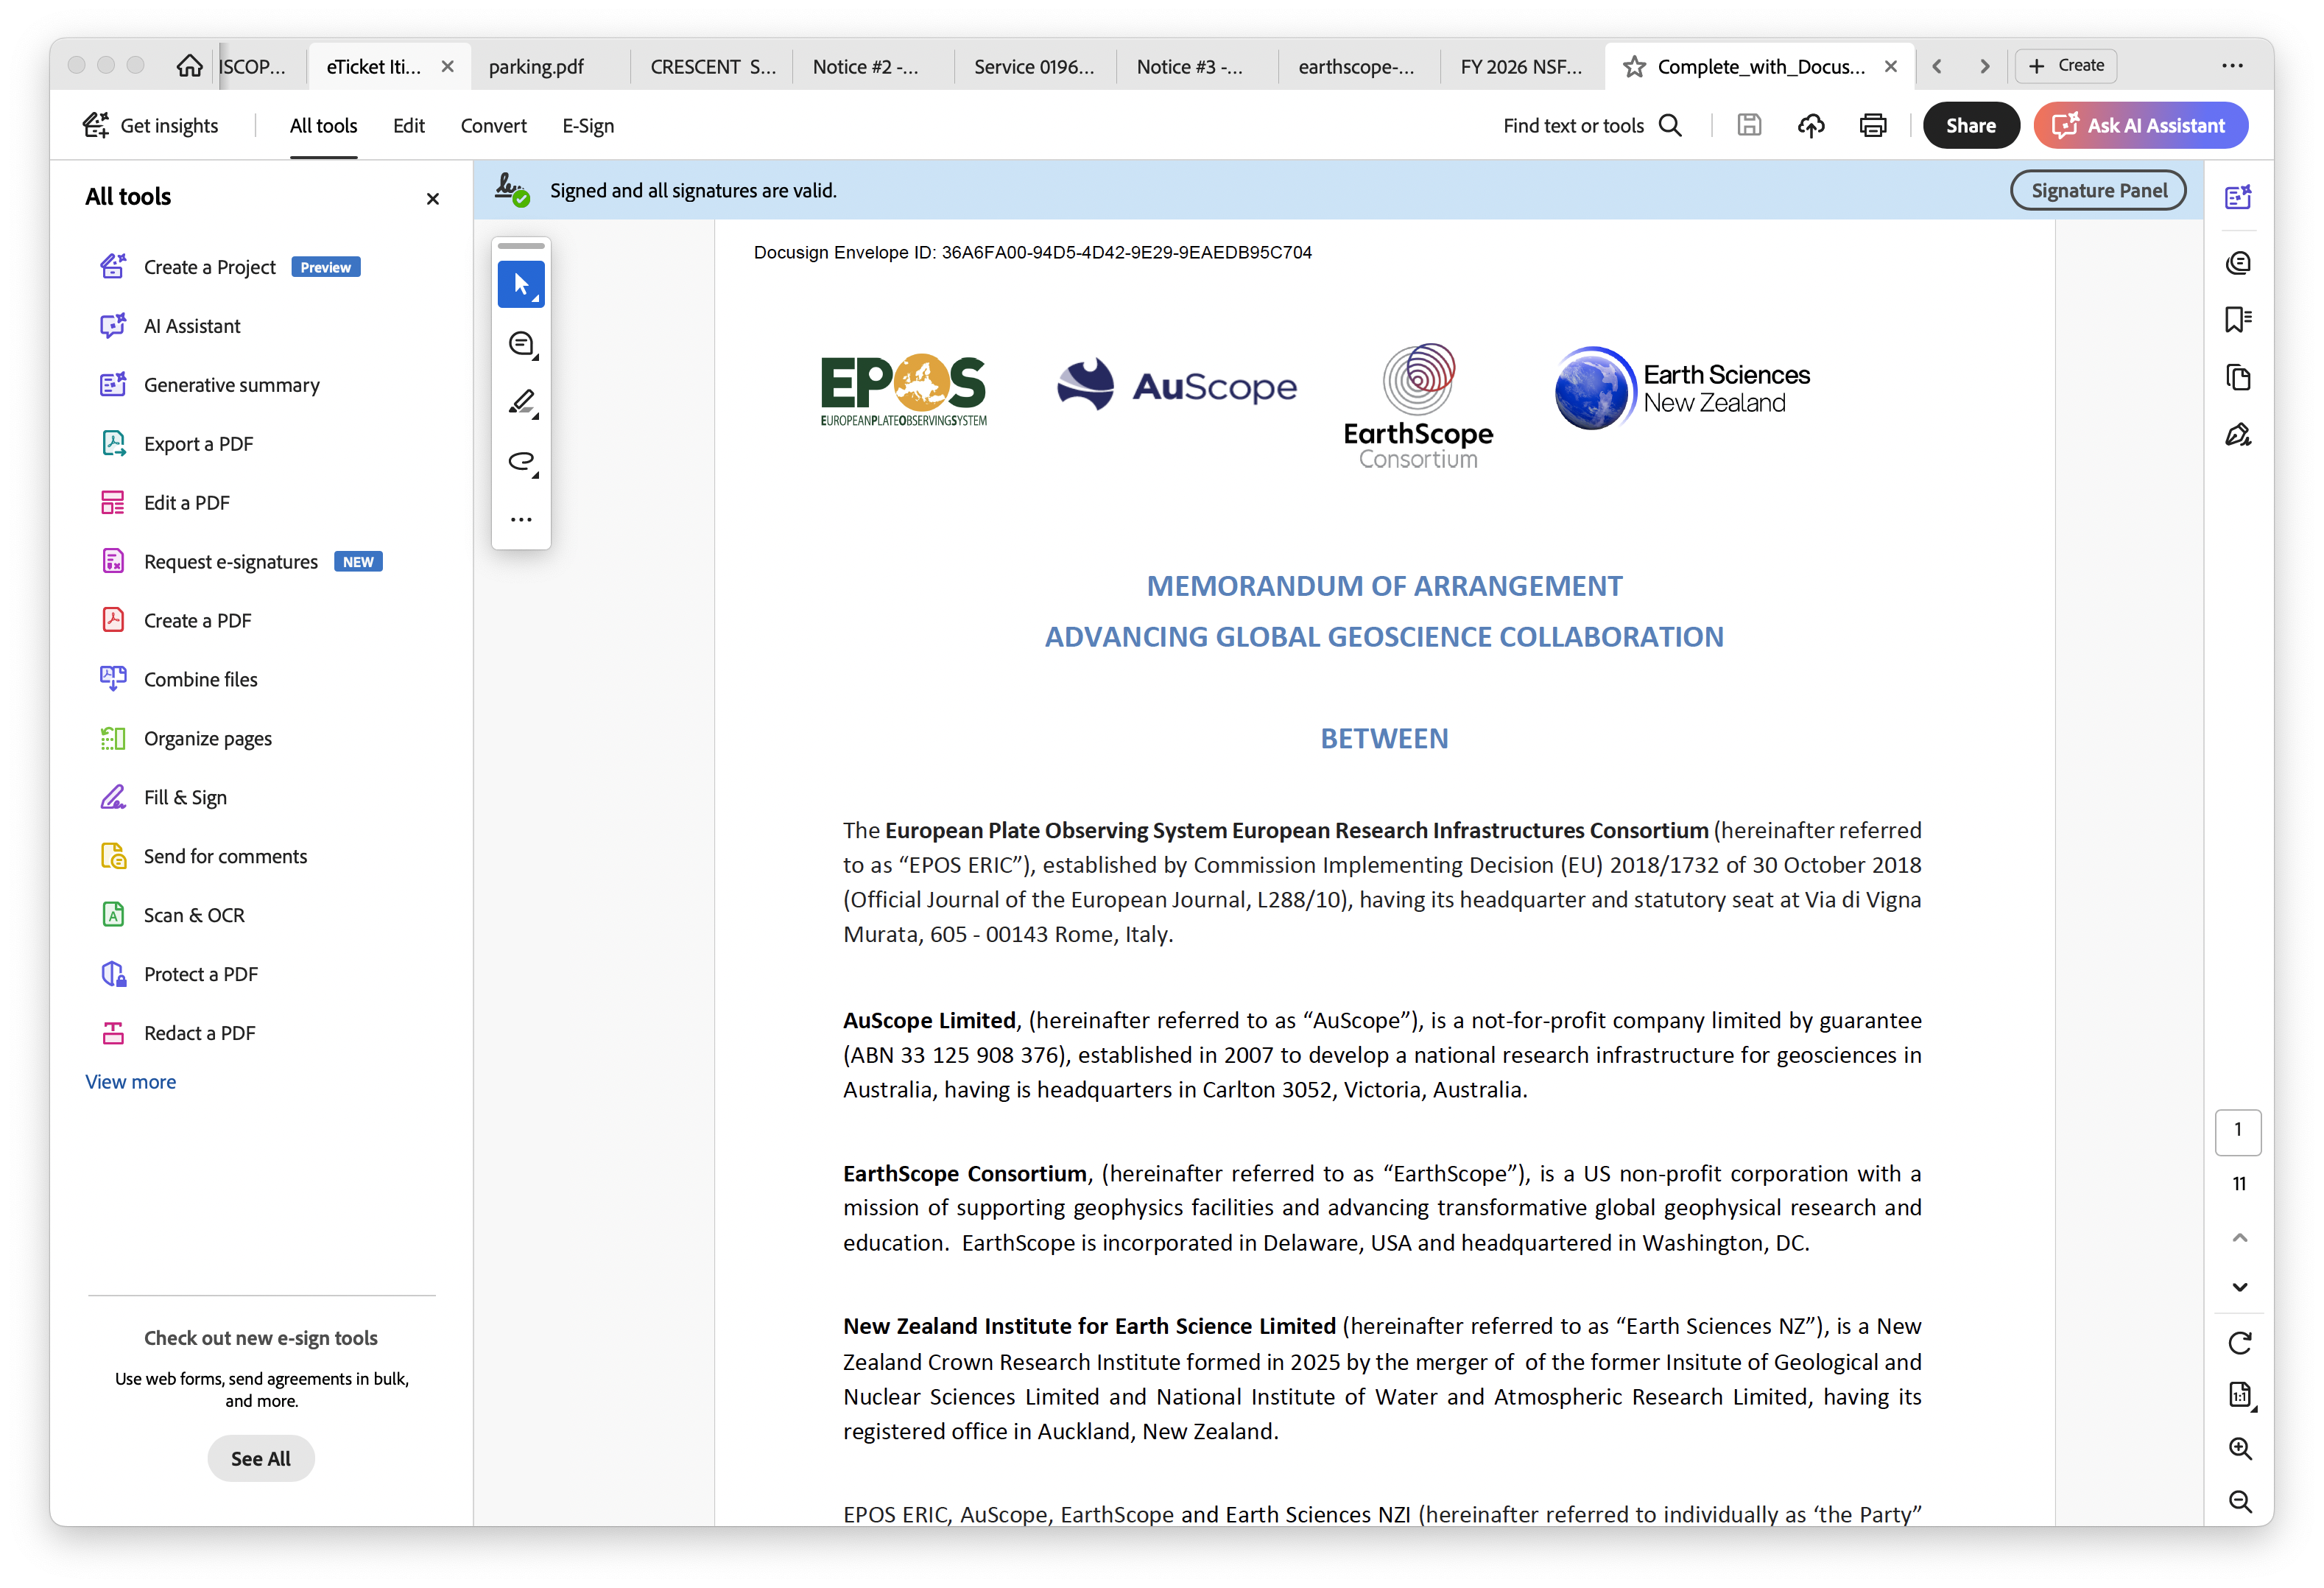 ISCOP...
eTicket Iti...
parking.pdf
CRESCENT S...
Notice #2 -...
Service 0196...
Notice #3 -...
earthscope-...
FY 2026 NSF...
Complete_with_Docus...
Create
Get insights
All tools
Edit
Convert
E-Sign
Find text or tools
Share
Ask AI Assistant
All tools
Create a Project Preview
AI Assistant
Generative summary
Export a PDF
Edit a PDF
Request e-signatures NEW
Create a PDF
Combine files
Organize pages
Fill & Sign
Send for comments
Scan & OCR
Protect a PDF
Redact a PDF
View more
Check out new e-sign tools
Use web forms, send agreements in bulk,
and more.
See All
Signed and all signatures are valid.
Signature Panel
Docusign Envelope ID: 36A6FA00-94D5-4D42-9E29-9EAEDB95C704
EPOS
EUROPEANPLATEOBSERVINGSYSTEM
AuScope
EarthScope
Consortium
Earth Sciences
New Zealand
MEMORANDUM OF ARRANGEMENT
ADVANCING GLOBAL GEOSCIENCE COLLABORATION
BETWEEN
The European Plate Observing System European Research Infrastructures Consortium (hereinafter referred
to as “EPOS ERIC”), established by Commission Implementing Decision (EU) 2018/1732 of 30 October 2018
(Official Journal of the European Journal, L288/10), having its headquarter and statutory seat at Via di Vigna
Murata, 605 - 00143 Rome, Italy.
AuScope Limited, (hereinafter referred to as “AuScope”), is a not-for-profit company limited by guarantee
(ABN 33 125 908 376), established in 2007 to develop a national research infrastructure for geosciences in
Australia, having is headquarters in Carlton 3052, Victoria, Australia.
EarthScope Consortium, (hereinafter referred to as “EarthScope”), is a US non-profit corporation with a
mission of supporting geophysics facilities and advancing transformative global geophysical research and
education.  EarthScope is incorporated in Delaware, USA and headquartered in Washington, DC.
New Zealand Institute for Earth Science Limited (hereinafter referred to as “Earth Sciences NZ”), is a New
Zealand Crown Research Institute formed in 2025 by the merger of  of the former Insitute of Geological and
Nuclear Sciences Limited and National Institute of Water and Atmospheric Research Limited, having its
registered office in Auckland, New Zealand.
EPOS ERIC, AuScope, EarthScope and Earth Sciences NZI (hereinafter referred to individually as ‘the Party”
1
11
1:1